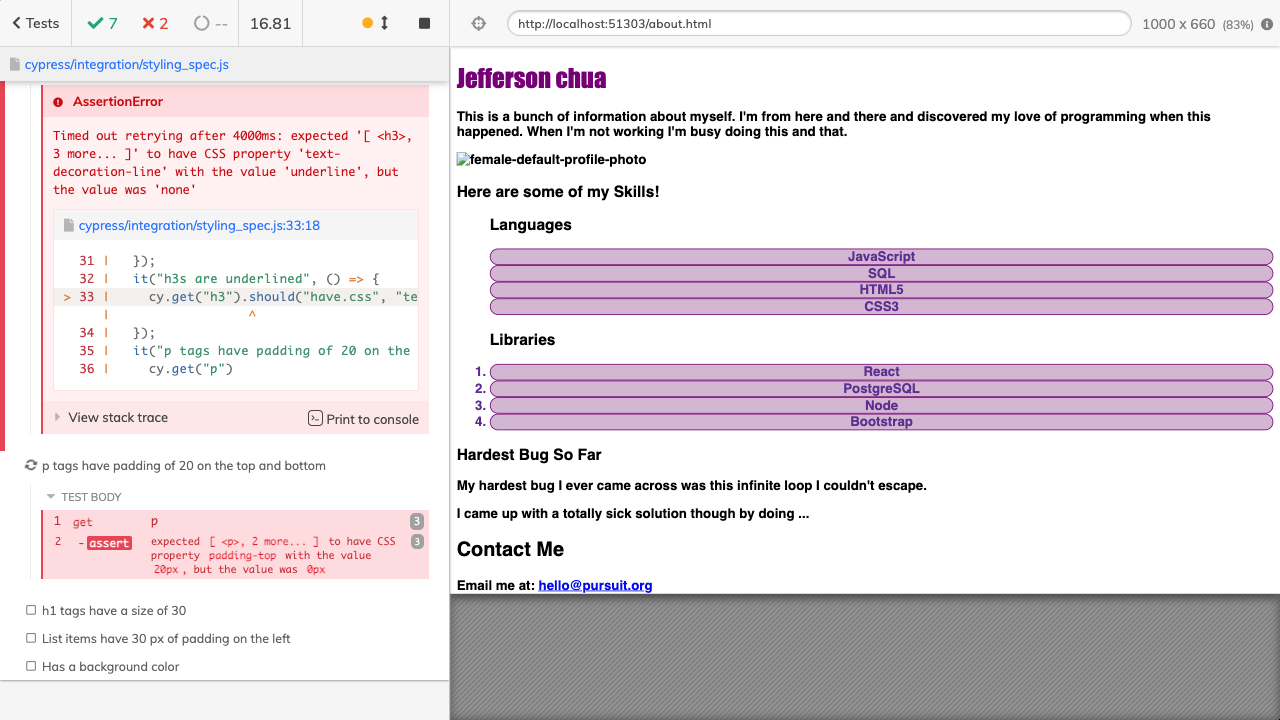 Tests
7
2
--
16.81
http://localhost:51303/about.html
1000 x 660 (83%)
cypress/integration/styling_spec.js
AssertionError
Timed out retrying after 4000ms: expected '[ <h3>,
3 more... ]' to have CSS property 'text-
decoration-line' with the value 'underline', but
the value was 'none'
cypress/integration/styling_spec.js:33:18
31 | });
32 | it("h3s are underlined", () => {
> 33 | cy.get("h3").should("have.css", "te
| ^
34 | });
35 | it("p tags have padding of 20 on the
36 | cy.get("p")
View stack trace
Print to console
p tags have padding of 20 on the top and bottom
TEST BODY
1 get p 3
2 -assert expected [ <p>, 2 more... ] to have CSS 3
property padding-top with the value
20px, but the value was 0px
h1 tags have a size of 30
List items have 30 px of padding on the left
Has a background color
Jefferson chua
This is a bunch of information about myself. I'm from here and there and discovered my love of programming when this
happened. When I'm not working I'm busy doing this and that.
female-default-profile-photo
Here are some of my Skills!
Languages
JavaScript
SQL
HTML5
CSS3
Libraries
1. React
2. PostgreSQL
3. Node
4. Bootstrap
Hardest Bug So Far
My hardest bug I ever came across was this infinite loop I couldn't escape.
I came up with a totally sick solution though by doing ...
Contact Me
Email me at: hello@pursuit.org